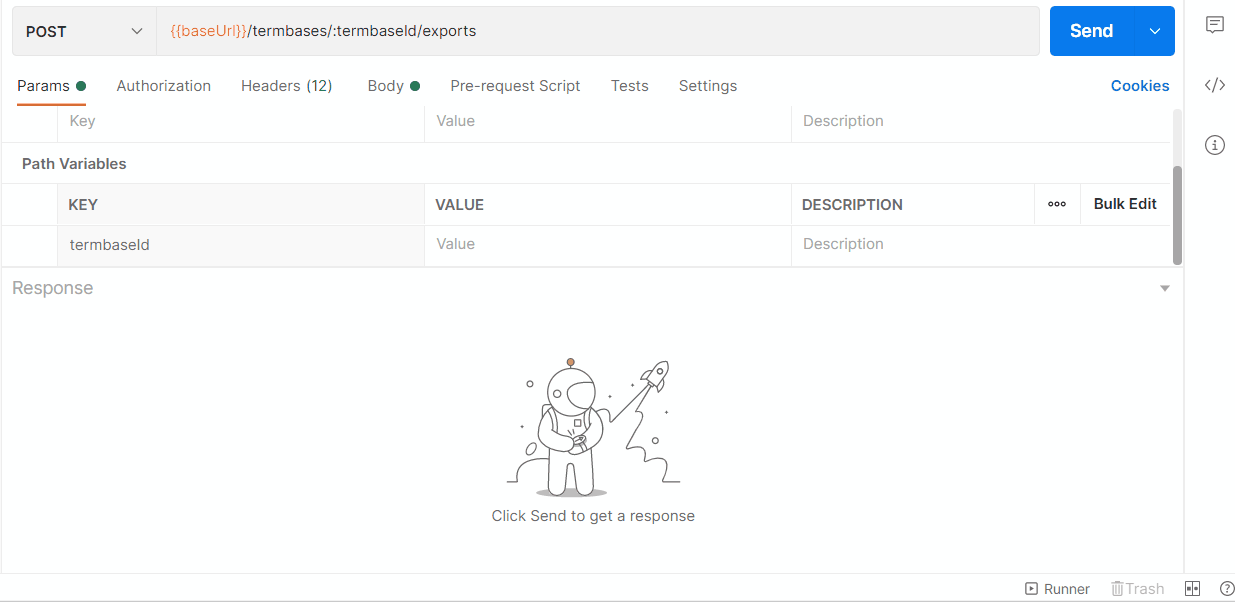 POST {{baseUrl}}/termbases/:termbaseId/exports Send
Params Authorization Headers (12) Body Pre-request Script Tests Settings Cookies
Key Value Description
Path Variables
KEY VALUE DESCRIPTION Bulk Edit
termbaseId Value Description
Response
Click Send to get a response
Runner Trash